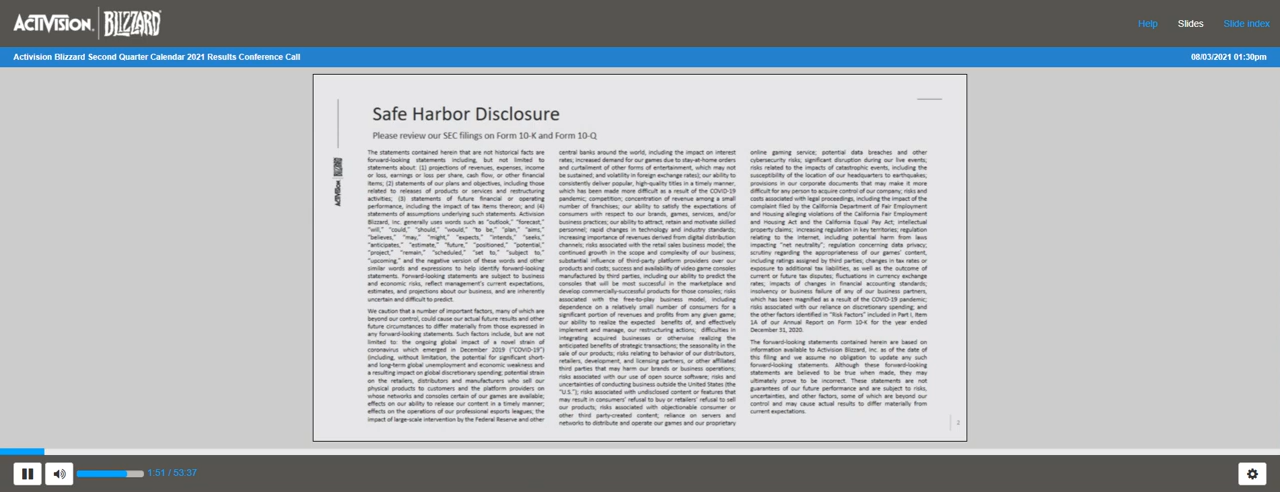 ACTIVISION. BLIZZARD
Help
Slides
Slide index
Activision Blizzard Second Quarter Calendar 2021 Results Conference Call
08/03/2021 01:30pm
Safe Harbor Disclosure
Please review our SEC filings on Form 10-K and Form 10-Q
ACTIVISION BLIZZARD
The statements contained herein that are not historical facts are
forward-looking statements including, but not limited to
statements about: (1) projections of revenues, expenses, income
or loss, earnings or loss per share, cash flow, or other financial
items; (2) statements of our plans and objectives, including those
related to releases of products or services and restructuring
activities; (3) statements of future financial or operating
performance, including the impact of tax items thereon; and (4)
statements of assumptions underlying such statements. Activision
Blizzard, Inc. generally uses words such as "outlook," "forecast,"
"will," "could," "should," "would," "to be," "plan," "aims,"
"believes," "may," "might," "expects," "intends," "seeks,"
"anticipates," "estimate," "future," "positioned," "potential,"
"project," "remain," "scheduled," "set to," "subject to,"
"upcoming," and the negative version of these words and other
similar words and expressions to help identify forward-looking
statements. Forward-looking statements are subject to business
and economic risks, reflect management's current expectations,
estimates, and projections about our business, and are inherently
uncertain and difficult to predict.
We caution that a number of important factors, many of which are
beyond our control, could cause our actual future results and other
future circumstances to differ materially from those expressed in
any forward-looking statements. Such factors include, but are not
limited to: the ongoing global impact of a novel strain of
coronavirus which emerged in December 2019 ("COVID-19")
(including, without limitation, the potential for significant short-
and long-term global unemployment and economic weakness and
a resulting impact on global discretionary spending; potential strain
on the retailers, distributors and manufacturers who sell our
physical products to customers and the platform providers on
whose networks and consoles certain of our games are available;
effects on our ability to release our content in a timely manner;
effects on the operations of our professional esports leagues; the
impact of large-scale intervention by the Federal Reserve and other
central banks around the world, including the impact on interest
rates; increased demand for our games due to stay-at-home orders
and curtailment of other forms of entertainment, which may not
be sustained; and volatility in foreign exchange rates); our ability to
consistently deliver popular, high-quality titles in a timely manner,
which has been made more difficult as a result of the COVID-19
pandemic; competition; concentration of revenue among a small
number of franchises; our ability to satisfy the expectations of
consumers with respect to our brands, games, services, and/or
business practices; our ability to attract, retain and motivate skilled
personnel; rapid changes in technology and industry standards;
increasing importance of revenues derived from digital distribution
channels; risks associated with the retail sales business model; the
continued growth in the scope and complexity of our business;
substantial influence of third-party platform providers over our
products and costs; success and availability of video game consoles
manufactured by third parties, including our ability to predict the
consoles that will be most successful in the marketplace and
develop commercially-successful products for those consoles; risks
associated with the free-to-play business model, including
dependence on a relatively small number of consumers for a
significant portion of revenues and profits from any given game;
our ability to realize the expected benefits of, and effectively
implement and manage, our restructuring actions; difficulties in
integrating acquired businesses or otherwise realizing the
anticipated benefits of strategic transactions; the seasonality in the
sale of our products; risks relating to behavior of our distributors,
retailers, development, and licensing partners, or other affiliated
third parties that may harm our brands or business operations;
risks associated with our use of open source software; risks and
uncertainties of conducting business outside the United States (the
"U.S."); risks associated with undisclosed content or features that
may result in consumers' refusal to buy or retailers' refusal to sell
our products; risks associated with objectionable consumer or
other third party-created content; reliance on servers and
networks to distribute and operate our games and our proprietary
online gaming service; potential data breaches and other
cybersecurity risks; significant disruption during our live events;
risks related to the impacts of catastrophic events, including the
susceptibility of the location of our headquarters to earthquakes;
provisions in our corporate documents that may make it more
difficult for any person to acquire control of our company; risks and
costs associated with legal proceedings, including the impact of the
complaint filed by the California Department of Fair Employment
and Housing alleging violations of the California Fair Employment
and Housing Act and the California Equal Pay Act; intellectual
property claims; increasing regulation in key territories; regulation
relating to the Internet, including potential harm from laws
impacting "net neutrality"; regulation concerning data privacy;
scrutiny regarding the appropriateness of our games' content,
including ratings assigned by third parties; changes in tax rates or
exposure to additional tax liabilities, as well as the outcome of
current or future tax disputes; fluctuations in currency exchange
rates; impacts of changes in financial accounting standards;
insolvency or business failure of any of our business partners,
which has been magnified as a result of the COVID-19 pandemic;
risks associated with our reliance on discretionary spending; and
the other factors identified in "Risk Factors" included in Part I, Item
1A of our Annual Report on Form 10-K for the year ended
December 31, 2020.
The forward-looking statements contained herein are based on
information available to Activision Blizzard, Inc. as of the date of
this filing and we assume no obligation to update any such
forward-looking statements. Although these forward-looking
statements are believed to be true when made, they may
ultimately prove to be incorrect. These statements are not
guarantees of our future performance and are subject to risks,
uncertainties, and other factors, some of which are beyond our
control and may cause actual results to differ materially from
current expectations.
2
1:51 / 53:37